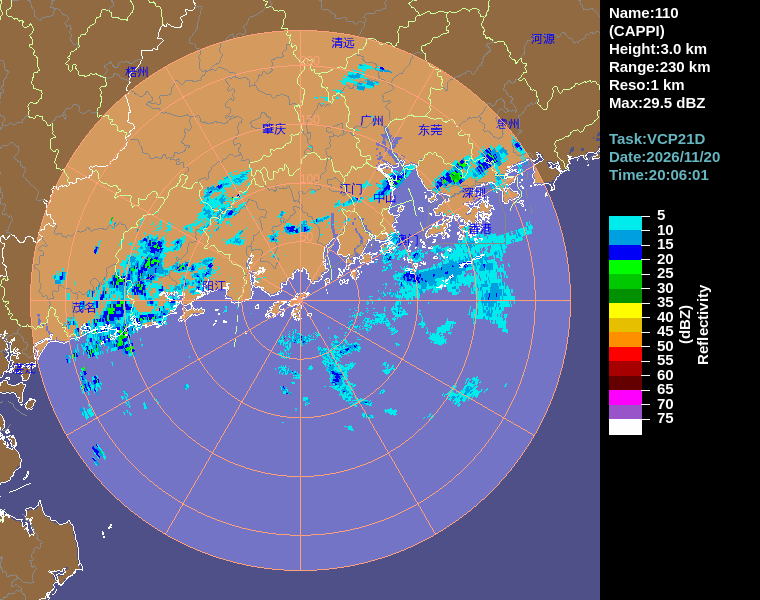 Name:110
(CAPPI)
Height:3.0 km
Range:230 km
Reso:1 km
Max:29.5 dBZ
Task:VCP21D
Date:2026/11/20
Time:20:06:01
5
10
15
20
25
30
35
40
45
50
55
60
65
70
75
(dBZ)
Reflectivity
清远
河源
梧州
广州
肇庆
东莞
惠州
100
江门
中山
深圳
香港
阳江
茂名